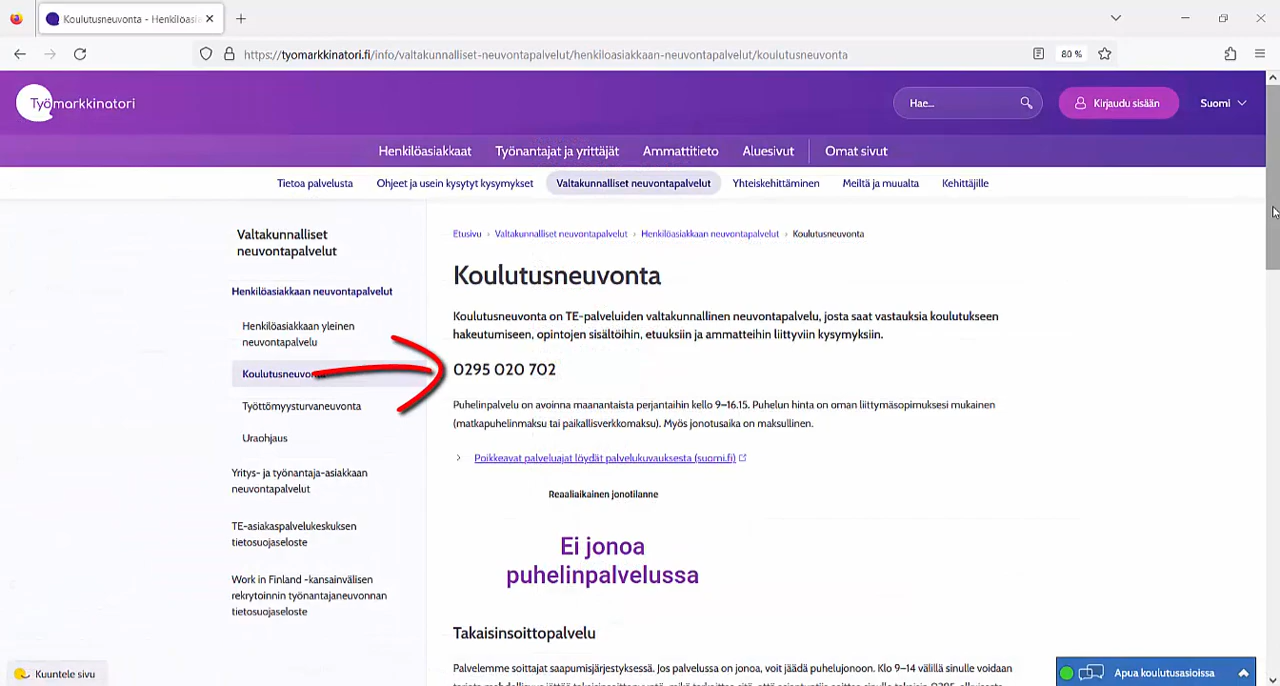 Koulutusneuvonta - Henkilöasia
https://tyomarkkinatori.fi/info/valtakunnalliset-neuvontapalvelut/henkiloasiakkaan-neuvontapalvelut/koulutusneuvonta
80 %
Työmarkkinatori
Hae...
Kirjaudu sisään
Suomi
Henkilöasiakkaat
Työnantajat ja yrittäjät
Ammattitieto
Aluesivut
Omat sivut
Tietoa palvelusta
Ohjeet ja usein kysytyt kysymykset
Valtakunnalliset neuvontapalvelut
Yhteiskehittäminen
Meiltä ja muualta
Kehittäjille
Valtakunnalliset
neuvontapalvelut
Henkilöasiakkaan neuvontapalvelut
Henkilöasiakkaan yleinen
neuvontapalvelu
Koulutusneuvonta
Työttömyysturvaneuvonta
Uraohjaus
Yritys- ja työnantaja-asiakkaan
neuvontapalvelut
TE-asiakaspalvelukeskuksen
tietosuojaseloste
Work in Finland -kansainvälisen
rekrytoinnin työnantajaneuvonnan
tietosuojaseloste
Kuuntele sivu
Etusivu › Valtakunnalliset neuvontapalvelut › Henkilöasiakkaan neuvontapalvelut › Koulutusneuvonta
Koulutusneuvonta
Koulutusneuvonta on TE-palveluiden valtakunnallinen neuvontapalvelu, josta saat vastauksia koulutukseen
hakeutumiseen, opintojen sisältöihin, etuuksiin ja ammatteihin liittyviin kysymyksiin.
0295 020 702
Puhelinpalvelu on avoinna maanantaista perjantaihin kello 9–16.15. Puhelun hinta on oman liittymäsopimuksesi mukainen
(matkapuhelinmaksu tai paikallisverkkomaksu). Myös jonotusaika on maksullinen.
Poikkeavat palveluajat löydät palvelukuvauksesta (suomi.fi)
Reaaliaikainen jonotilanne
Ei jonoa
puhelinpalvelussa
Takaisinsoittopalvelu
Palvelemme soittajat saapumisjärjestyksessä. Jos palvelussa on jonoa, voit jäädä puhelujonoon. Klo 9–14 välillä sinulle voidaan
Apua koulutusasioissa